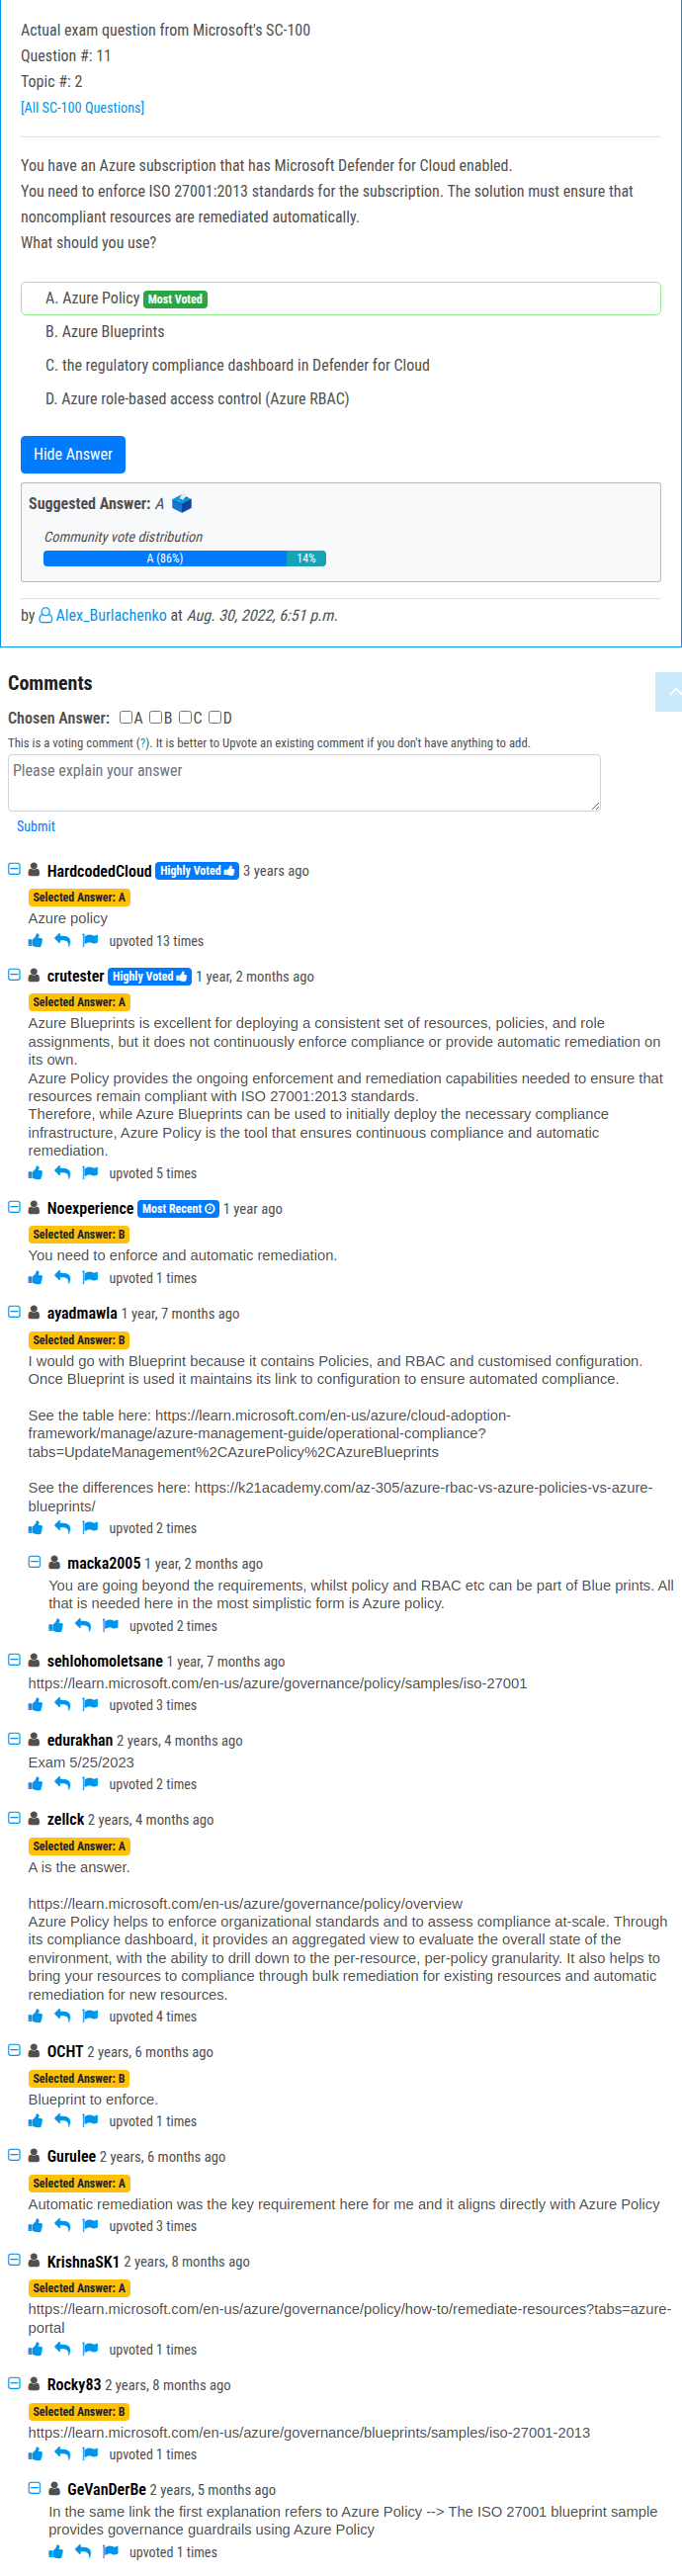 Actual exam question from Microsoft's SC-100
Question #: 11
Topic #: 2
[All SC-100 Questions]
You have an Azure subscription that has Microsoft Defender for Cloud enabled.
You need to enforce ISO 27001:2013 standards for the subscription. The solution must ensure that
noncompliant resources are remediated automatically.
What should you use?
A. Azure Policy Most Voted
B. Azure Blueprints
C. the regulatory compliance dashboard in Defender for Cloud
D. Azure role-based access control (Azure RBAC)
Hide Answer
Suggested Answer: A
Community vote distribution
A (86%) 14%
by Alex_Burlachenko at Aug. 30, 2022, 6:51 p.m.
Comments
Chosen Answer: A B C D
This is a voting comment (?). It is better to Upvote an existing comment if you don't have anything to add.
Please explain your answer
Submit
HardcodedCloud Highly Voted 3 years ago
Selected Answer: A
Azure policy
upvoted 13 times
crutester Highly Voted 1 year, 2 months ago
Selected Answer: A
Azure Blueprints is excellent for deploying a consistent set of resources, policies, and role
assignments, but it does not continuously enforce compliance or provide automatic remediation on
its own.
Azure Policy provides the ongoing enforcement and remediation capabilities needed to ensure that
resources remain compliant with ISO 27001:2013 standards.
Therefore, while Azure Blueprints can be used to initially deploy the necessary compliance
infrastructure, Azure Policy is the tool that ensures continuous compliance and automatic
remediation.
upvoted 5 times
Noexperience Most Recent 1 year ago
Selected Answer: B
You need to enforce and automatic remediation.
upvoted 1 times
ayadmawla 1 year, 7 months ago
Selected Answer: B
I would go with Blueprint because it contains Policies, and RBAC and customised configuration.
Once Blueprint is used it maintains its link to configuration to ensure automated compliance.
See the table here: https://learn.microsoft.com/en-us/azure/cloud-adoption-
framework/manage/azure-management-guide/operational-compliance?
tabs=UpdateManagement%2CAzurePolicy%2CAzureBlueprints
See the differences here: https://k21academy.com/az-305/azure-rbac-vs-azure-policies-vs-azure-
blueprints/
upvoted 2 times
macka2005 1 year, 2 months ago
You are going beyond the requirements, whilst policy and RBAC etc can be part of Blue prints. All
that is needed here in the most simplistic form is Azure policy.
upvoted 2 times
sehlohomoletsane 1 year, 7 months ago
https://learn.microsoft.com/en-us/azure/governance/policy/samples/iso-27001
upvoted 3 times
edurakhan 2 years, 4 months ago
Exam 5/25/2023
upvoted 2 times
zellck 2 years, 4 months ago
Selected Answer: A
A is the answer.
https://learn.microsoft.com/en-us/azure/governance/policy/overview
Azure Policy helps to enforce organizational standards and to assess compliance at-scale. Through
its compliance dashboard, it provides an aggregated view to evaluate the overall state of the
environment, with the ability to drill down to the per-resource, per-policy granularity. It also helps to
bring your resources to compliance through bulk remediation for existing resources and automatic
remediation for new resources.
upvoted 4 times
OCHT 2 years, 6 months ago
Selected Answer: B
Blueprint to enforce.
upvoted 1 times
Gurulee 2 years, 6 months ago
Selected Answer: A
Automatic remediation was the key requirement here for me and it aligns directly with Azure Policy
upvoted 3 times
KrishnaSK1 2 years, 8 months ago
Selected Answer: A
https://learn.microsoft.com/en-us/azure/governance/policy/how-to/remediate-resources?tabs=azure-
portal
upvoted 1 times
Rocky83 2 years, 8 months ago
Selected Answer: B
https://learn.microsoft.com/en-us/azure/governance/blueprints/samples/iso-27001-2013
upvoted 1 times
GeVanDerBe 2 years, 5 months ago
In the same link the first explanation refers to Azure Policy --> The ISO 27001 blueprint sample
provides governance guardrails using Azure Policy
upvoted 1 times